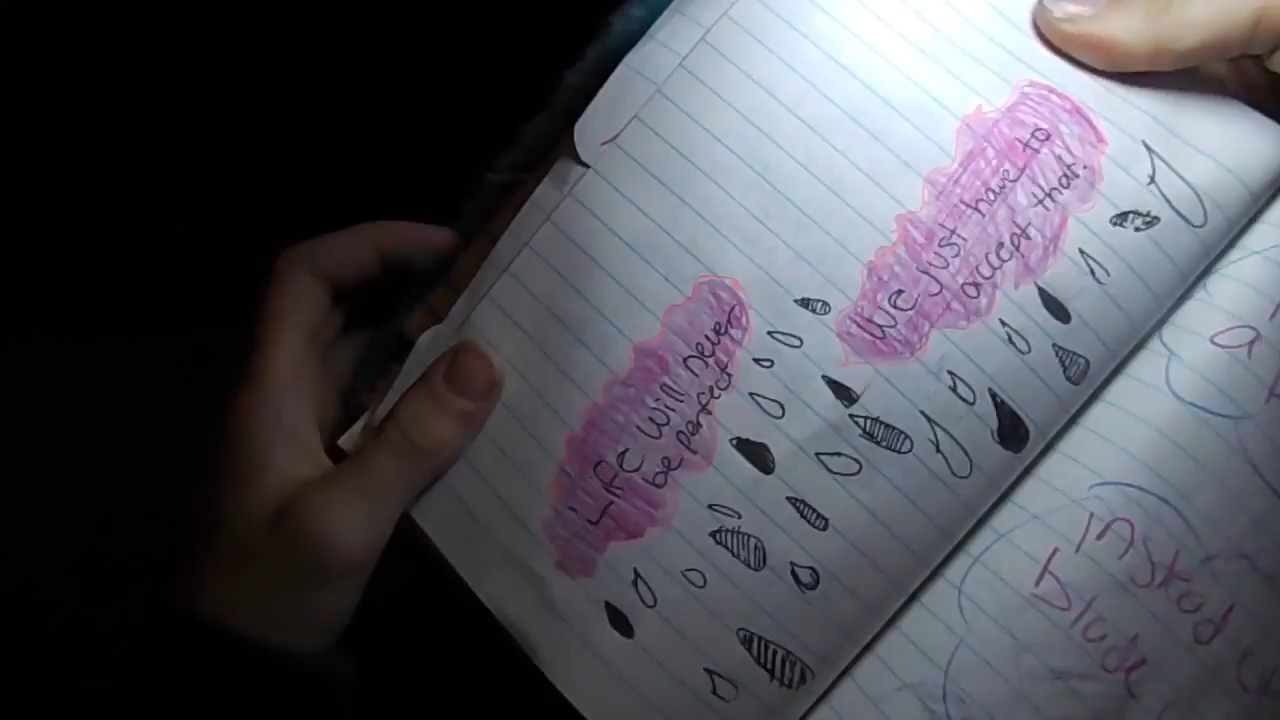 Life will never
be perfect
We just have to
accept that.
a
Instead
blade